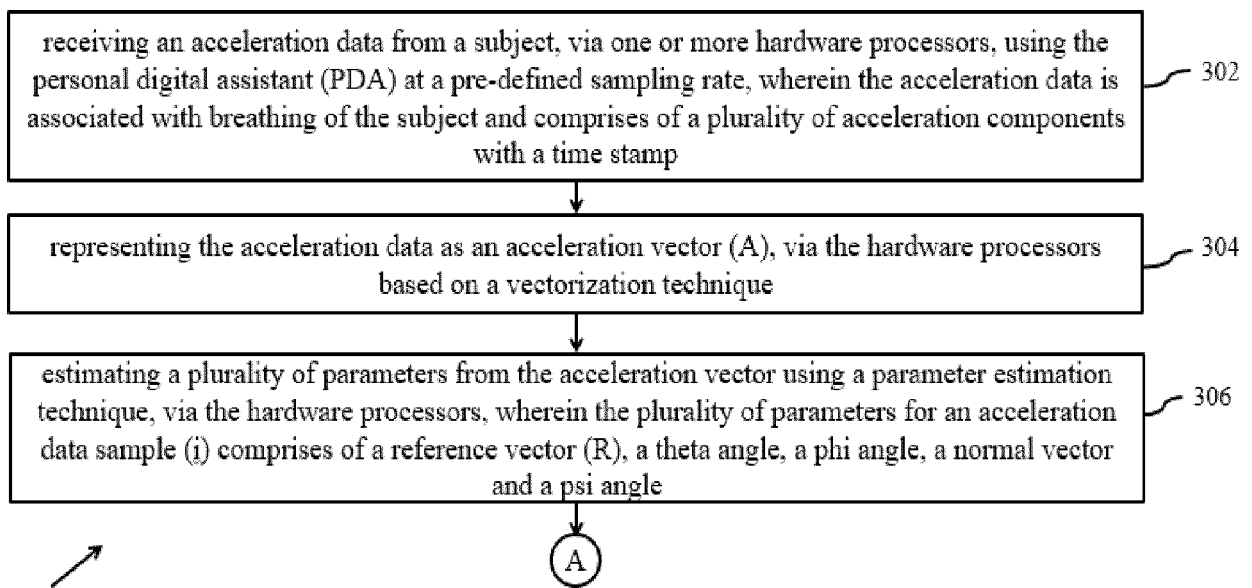 receiving an acceleration data from a subject, via one or more hardware processors, using the
personal digital assistant (PDA) at a pre-defined sampling rate, wherein the acceleration data is
associated with breathing of the subject and comprises of a plurality of acceleration components
with a time stamp
302
representing the acceleration data as an acceleration vector (A), via the hardware processors
based on a vectorization technique
304
estimating a plurality of parameters from the acceleration vector using a parameter estimation
technique, via the hardware processors, wherein the plurality of parameters for an acceleration
data sample (i) comprises of a reference vector (R), a theta angle, a phi angle, a normal vector
and a psi angle
306
A